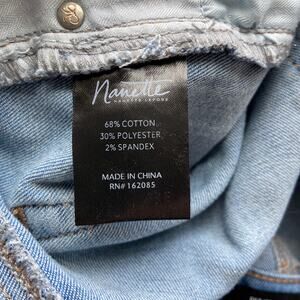 Nanette
NANETTE LEPORE
68% COTTON
30% POLYESTER
2% SPANDEX
MADE IN CHINA
RN# 162085